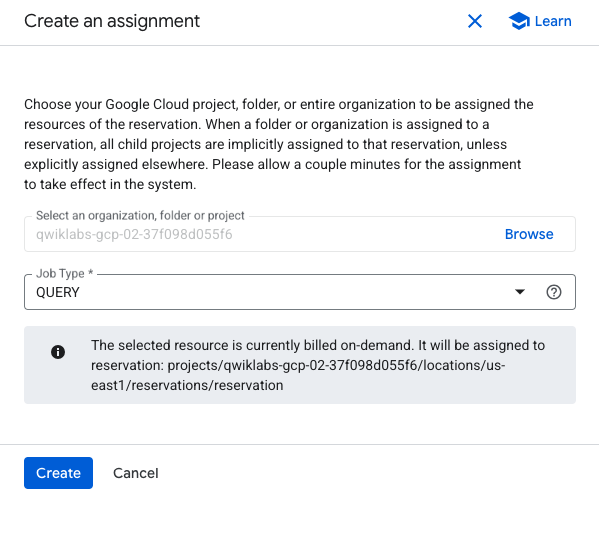 Create an assignment
Learn
Choose your Google Cloud project, folder, or entire organization to be assigned the
resources of the reservation. When a folder or organization is assigned to a
reservation, all child projects are implicitly assigned to that reservation, unless
explicitly assigned elsewhere. Please allow a couple minutes for the assignment
to take effect in the system.
Select an organization, folder or project
qwiklabs-gcp-02-37f098d055f6
Browse
Job Type *
QUERY
The selected resource is currently billed on-demand. It will be assigned to
reservation: projects/qwiklabs-gcp-02-37f098d055f6/locations/us-
east1/reservations/reservation
Create
Cancel